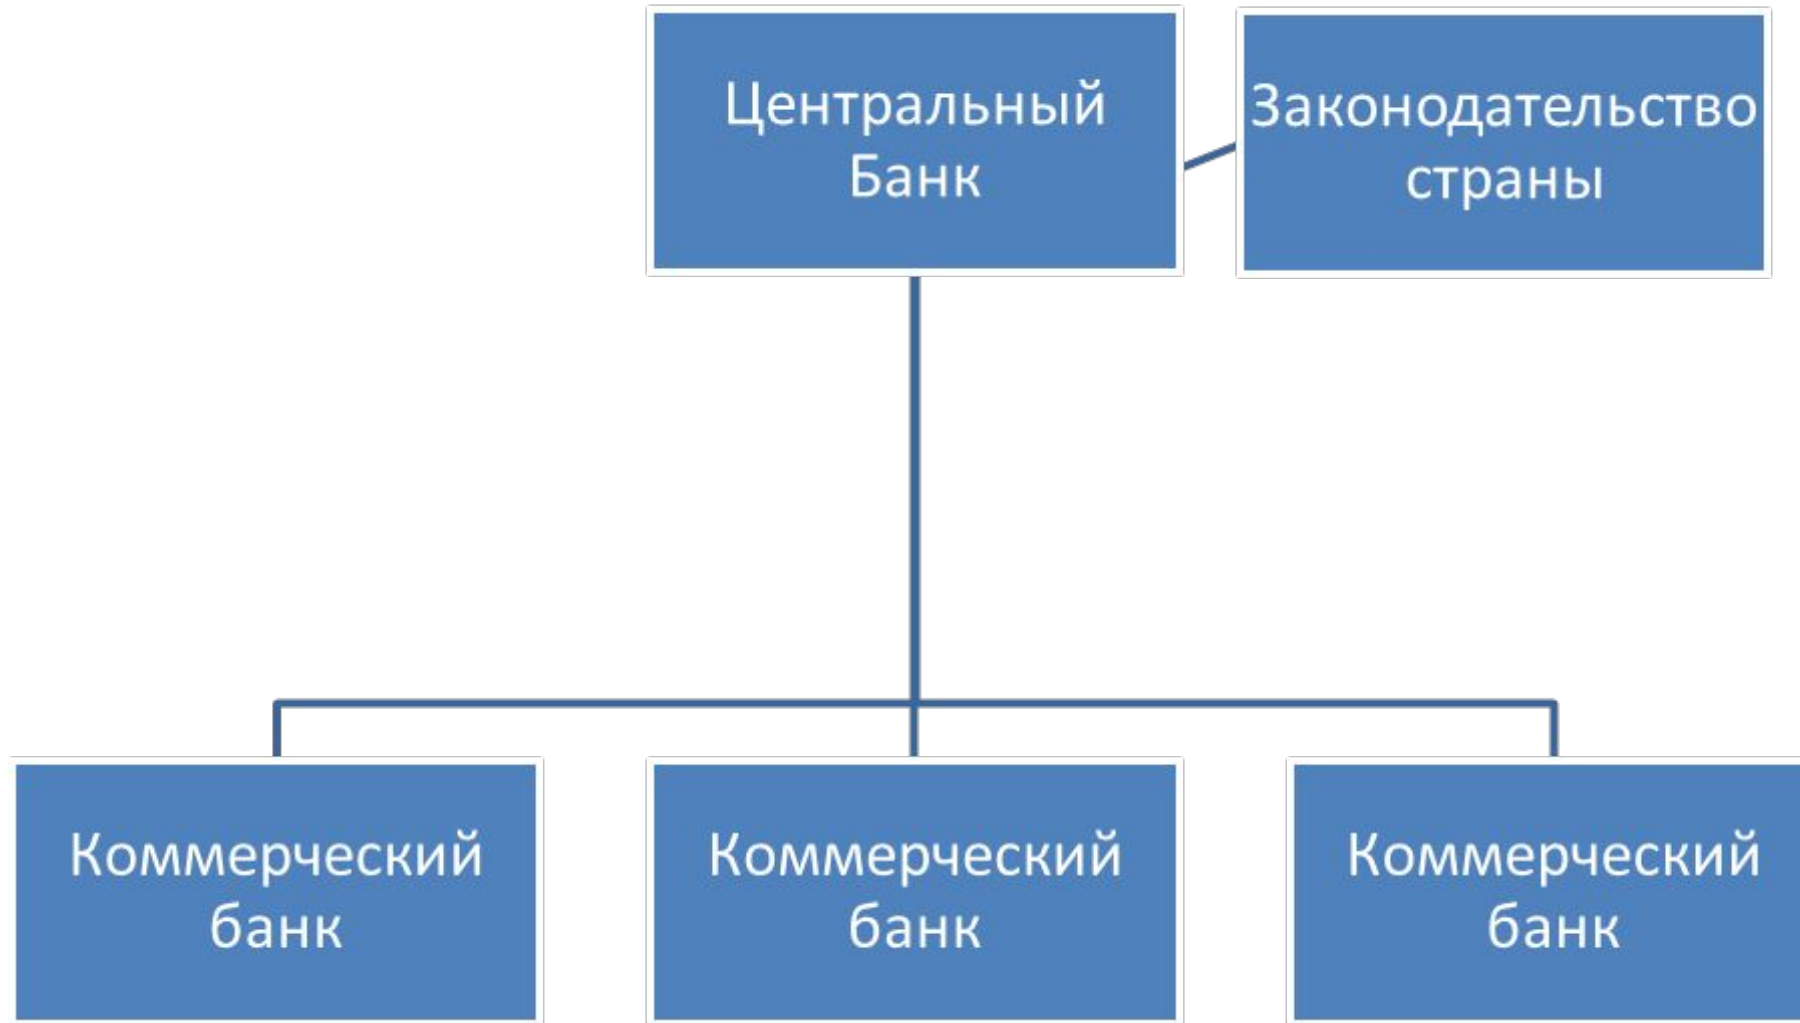 Центральный
Банк
Законодательство
страны
Коммерческий
банк
Коммерческий
банк
Коммерческий
банк